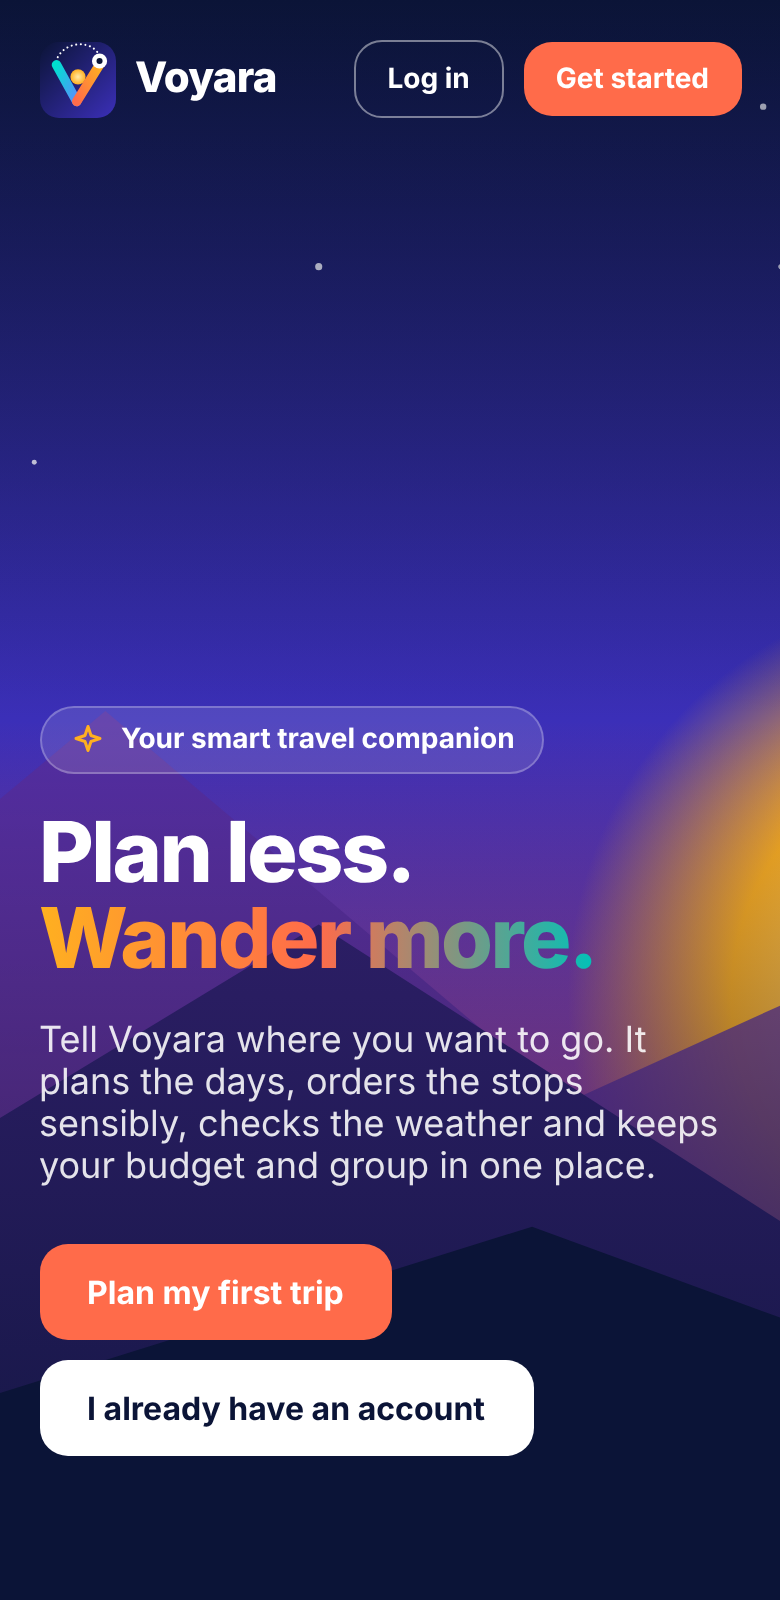 Voyara
Log in
Get started
Your smart travel companion
Plan less.
Wander more.
Tell Voyara where you want to go. It
plans the days, orders the stops
sensibly, checks the weather and keeps
your budget and group in one place.
Plan my first trip
I already have an account